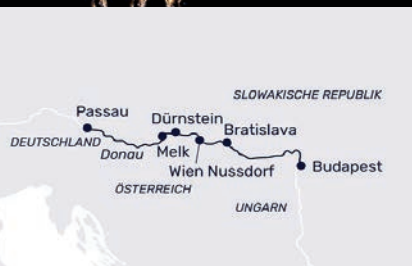 SLOWAKISCHE REPUBLIK
Passau
Dürnstein
Bratislava
DEUTSCHLAND
Donau
Melk
Wien Nussdorf
Budapest
ÖSTERREICH
UNGARN